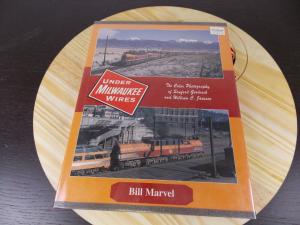 UNDER
MILWAUKEE
WIRES
The Color Photography
of Sanford Goodrick
and William C. Janssen
Bill Marvel